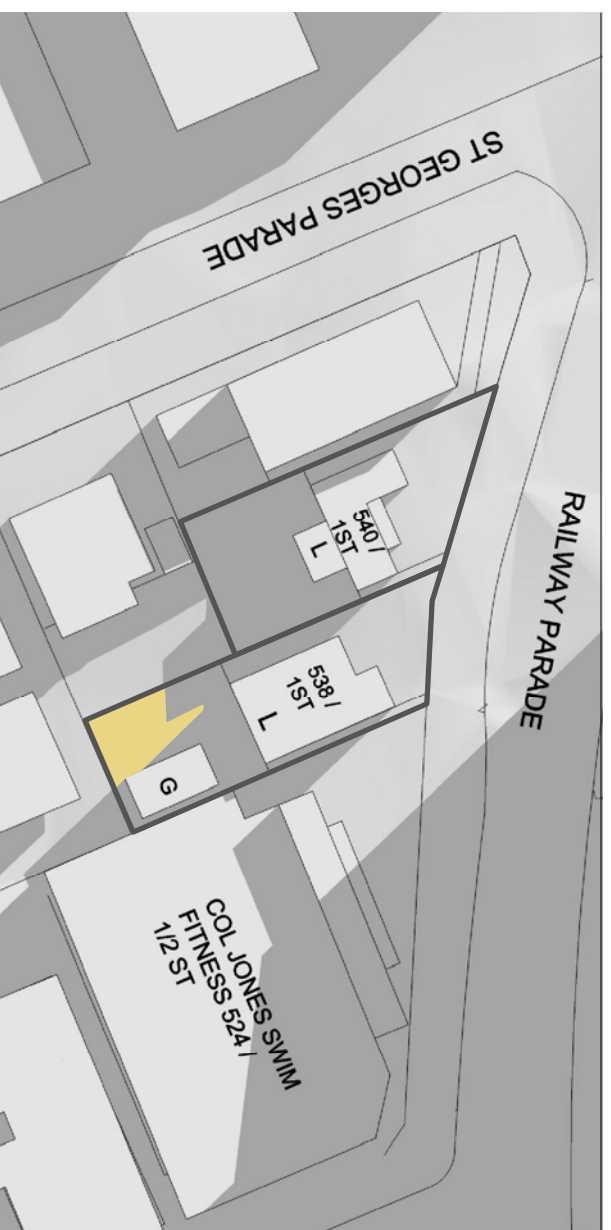 ST GEORGES PARADE
RAILWAY PARADE
540 /
1ST
L
538 /
1ST
L
G
COL JONES SWIM
FITNESS 524 /
1/2 ST